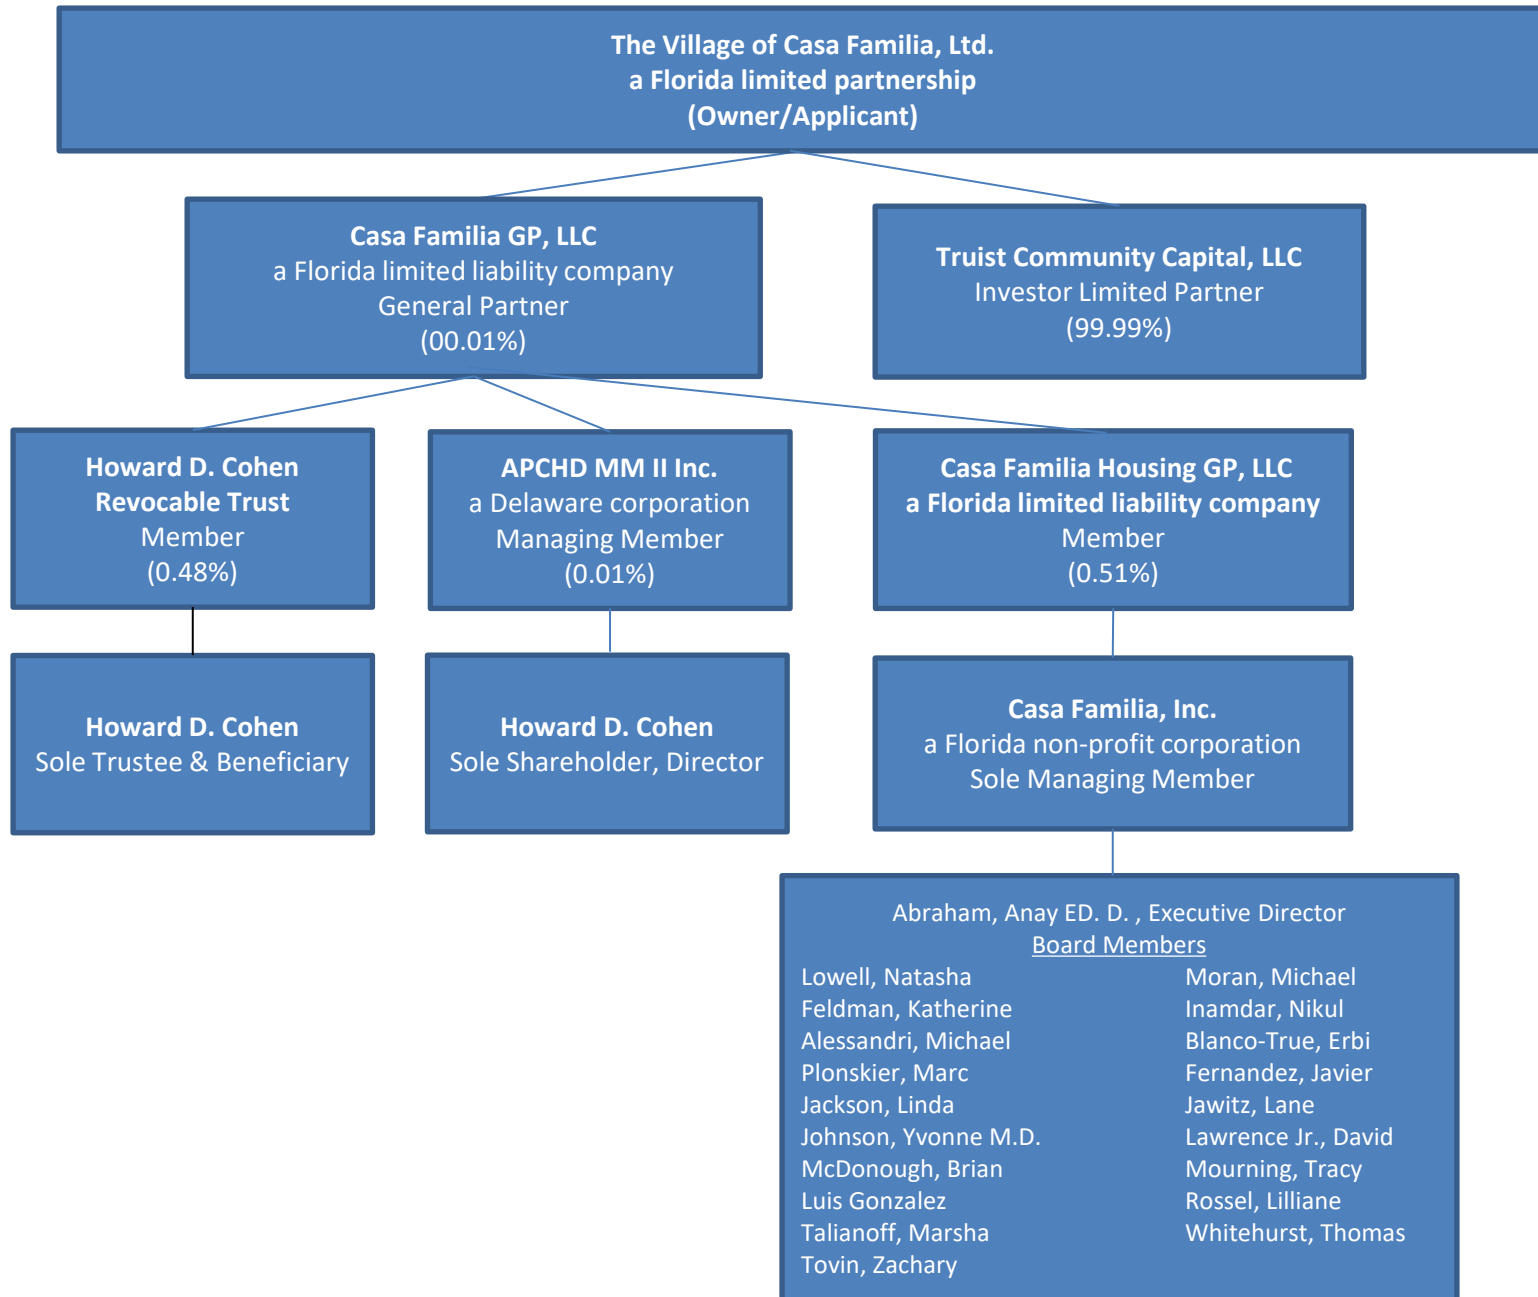 The Village of Casa Familia, Ltd.
a Florida limited partnership
(Owner/Applicant)
Casa Familia GP, LLC
a Florida limited liability company
General Partner
(00.01%)
Truist Community Capital, LLC
Investor Limited Partner
(99.99%)
Howard D. Cohen
Revocable Trust
Member
(0.48%)
APCHD MM II Inc.
a Delaware corporation
Managing Member
(0.01%)
Casa Familia Housing GP, LLC
a Florida limited liability company
Member
(0.51%)
Howard D. Cohen
Sole Trustee & Beneficiary
Howard D. Cohen
Sole Shareholder, Director
Casa Familia, Inc.
a Florida non-profit corporation
Sole Managing Member
Abraham, Anay ED. D. , Executive Director
Board Members
Lowell, Natasha
Feldman, Katherine
Alessandri, Michael
Plonskier, Marc
Jackson, Linda
Johnson, Yvonne M.D.
McDonough, Brian
Luis Gonzalez
Talianoff, Marsha
Tovin, Zachary
Moran, Michael
Inamdar, Nikul
Blanco-True, Erbi
Fernandez, Javier
Jawitz, Lane
Lawrence Jr., David
Mourning, Tracy
Rossel, Lilliane
Whitehurst, Thomas